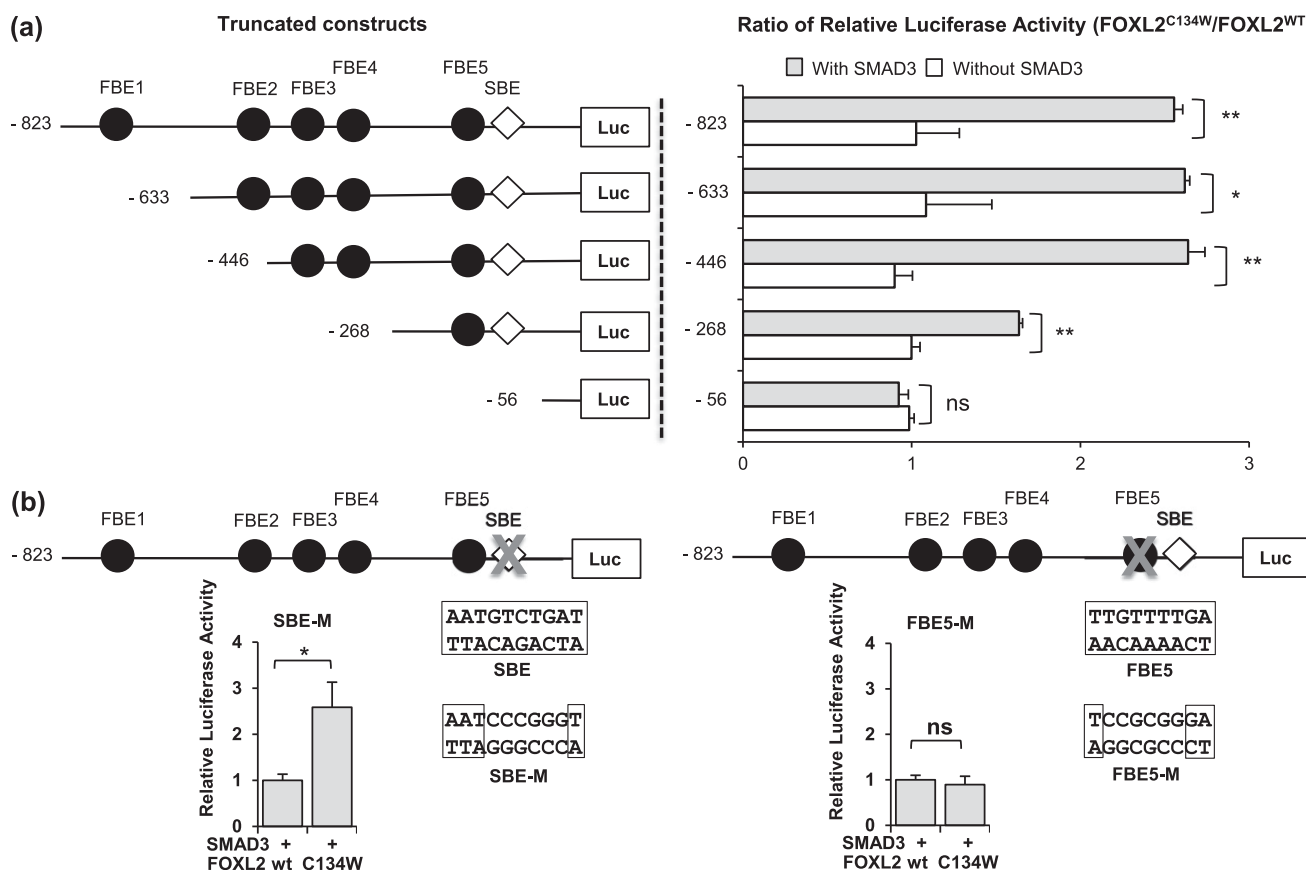 (a)
Truncated constructs
FBE1
FBE2
FBE3
FBE4
FBE5
SBE
- 823
Luc
- 633
Luc
- 446
Luc
- 268
Luc
- 56
Luc
Ratio of Relative Luciferase Activity (FOXL2C134W/FOXL2WT
With SMAD3
Without SMAD3
- 823
**
- 633
*
- 446
**
- 268
**
- 56
ns
0 1 2 3
(b)
FBE1
FBE2
FBE3
FBE4
FBE5
SBE
X
- 823
Luc
Relative Luciferase Activity
SBE-M
4
3
2
1
0
*
SMAD3 + +
FOXL2 wt C134W
AATGTCTGAT
TTACAGACTA
SBE
AATCCCGGGT
TTAGGGCCCA
SBE-M
FBE1
FBE2
FBE3
FBE4
FBE5
SBE
X
- 823
Luc
Relative Luciferase Activity
FBE5-M
4
3
2
1
0
ns
SMAD3 + +
FOXL2 wt C134W
TTGTTTTGA
AACAAAACT
FBE5
TCCGCGGGA
AGGCGCCCT
FBE5-M